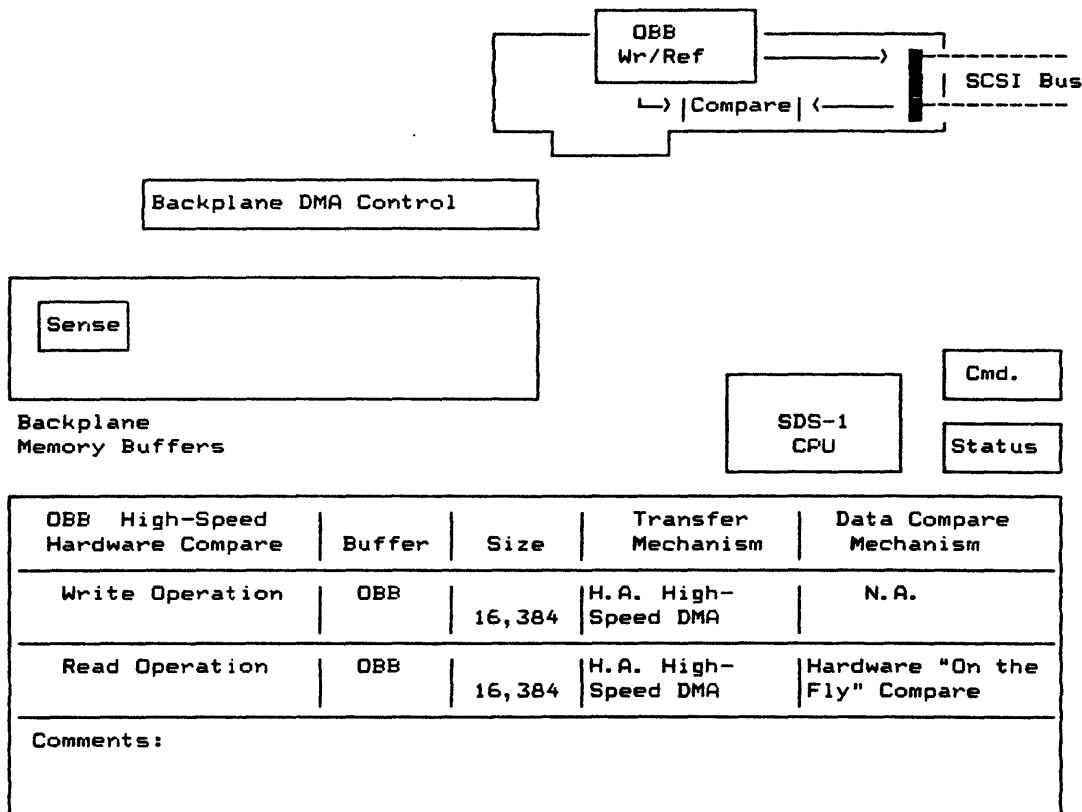 OBB
Wr/Ref
SCSI Bus
Compare
Backplane DMA Control
Sense
Backplane
Memory Buffers
SDS-1
CPU
Cmd.
Status
OBB High-Speed Buffer Size Transfer Data Compare
Hardware Compare Mechanism Mechanism
Write Operation OBB H.A. High- N.A.
16,384 Speed DMA
Read Operation OBB H.A. High- Hardware "On the
16,384 Speed DMA Fly" Compare
Comments: